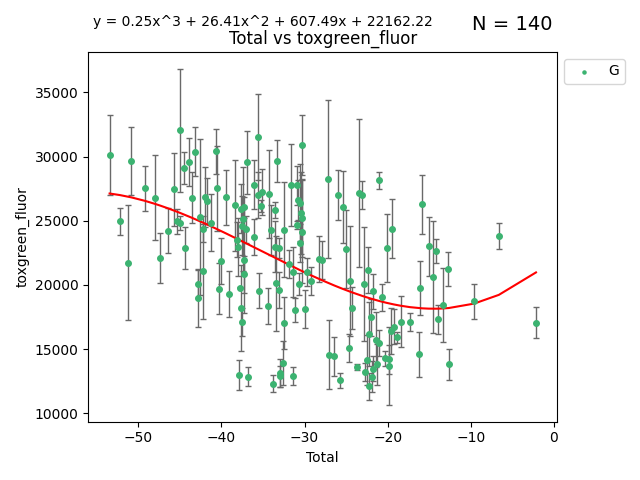 y = 0.25x^3 + 26.41x^2 + 607.49x + 22162.22
N = 140
Total vs toxgreen_fluor
G
35000
30000
25000
20000
15000
10000
toxgreen_fluor
−50
−40
−30
−20
−10
0
Total